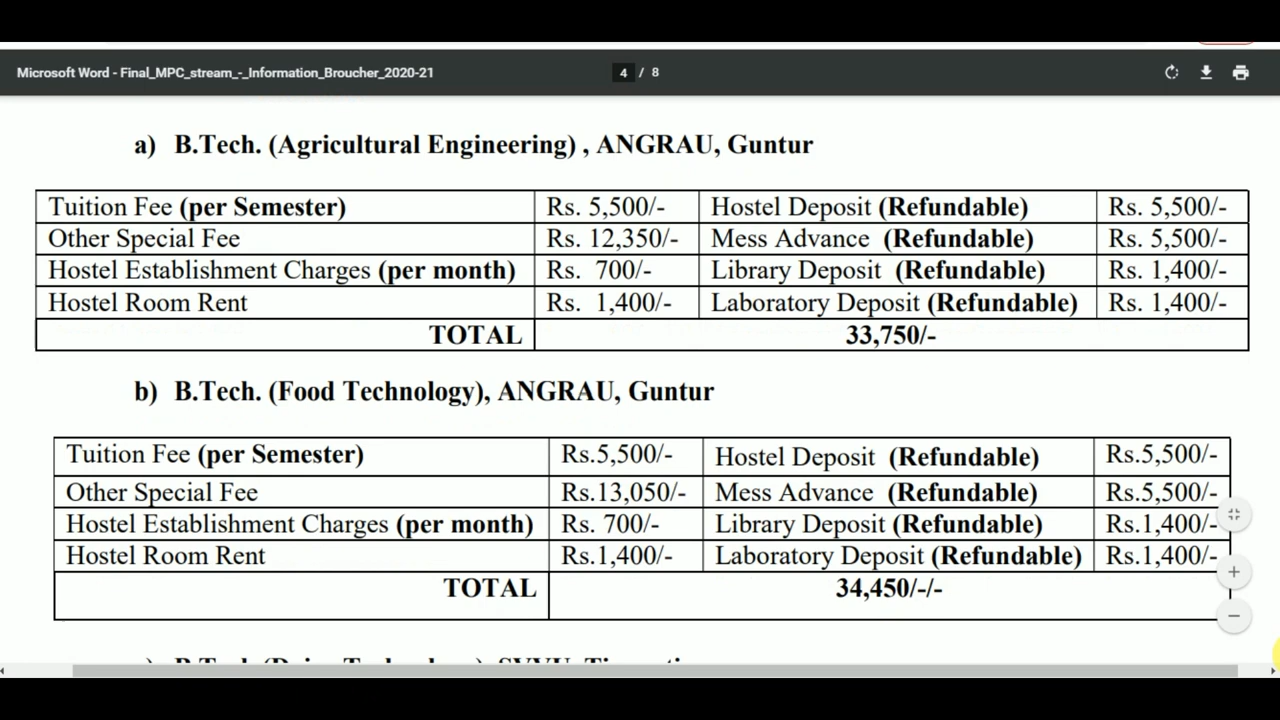 Microsoft Word - Final_MPC_stream_-_Information_Broucher_2020-21 4 / 8
a) B.Tech. (Agricultural Engineering) , ANGRAU, Guntur
Tuition Fee (per Semester) Rs. 5,500/- Hostel Deposit (Refundable) Rs. 5,500/-
Other Special Fee Rs. 12,350/- Mess Advance (Refundable) Rs. 5,500/-
Hostel Establishment Charges (per month) Rs. 700/- Library Deposit (Refundable) Rs. 1,400/-
Hostel Room Rent Rs. 1,400/- Laboratory Deposit (Refundable) Rs. 1,400/-
TOTAL 33,750/-
b) B.Tech. (Food Technology), ANGRAU, Guntur
Tuition Fee (per Semester) Rs.5,500/- Hostel Deposit (Refundable) Rs.5,500/-
Other Special Fee Rs.13,050/- Mess Advance (Refundable) Rs.5,500/-
Hostel Establishment Charges (per month) Rs. 700/- Library Deposit (Refundable) Rs.1,400/-
Hostel Room Rent Rs.1,400/- Laboratory Deposit (Refundable) Rs.1,400/-
TOTAL 34,450/-/-